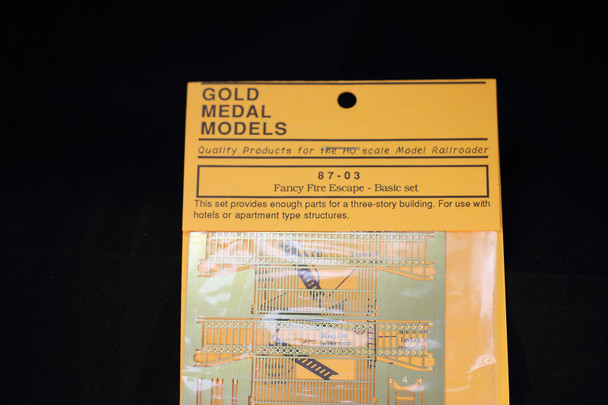 GOLD
MEDAL
MODELS
Quality Products for the HO scale Model Railroader
87-03
Fancy Fire Escape - Basic set
This set provides enough parts for a three-story building. For use with
hotels or apartment type structures.
4